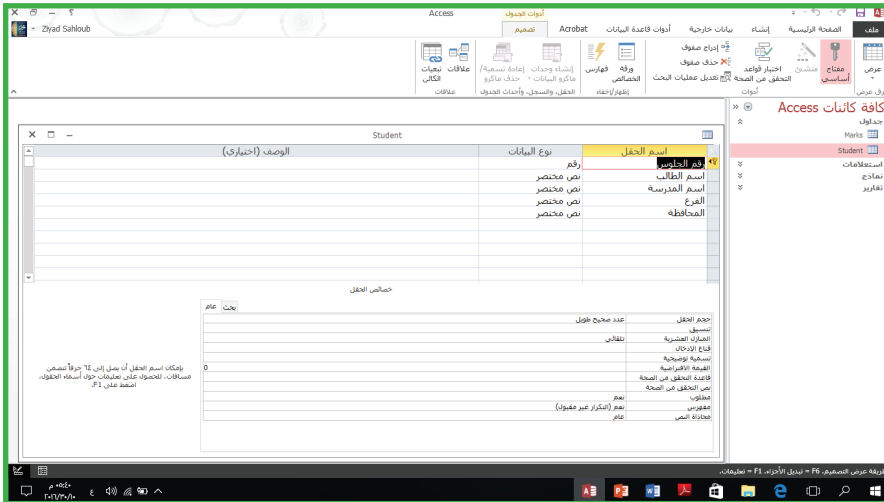 Ziyad Sahloub
Access
أدوات الجدول
ملف
الصفحة الرئيسية
إنشاء
بيانات خارجية
أدوات قاعدة البيانات
Acrobat
تصميم
عرض
مفتاح أساسي
منشئ
اختبار قواعد التحقق من الصحة
إدراج صفوف
حذف صفوف
تعديل عمليات البحث
ورقة الخصائص
فهارس
إنشاء وحدات ماكرو البيانات
إعادة تسمية/حذف ماكرو
علاقات
تبعيات الكائن
أدوات
إظهار/إخفاء
الحقل، والسجل، وأحداث الجدول
علاقات
كافة كائنات Access
جداول
Marks
Student
استعلامات
نماذج
تقارير
Student
اسم الحقل
نوع البيانات
الوصف (اختياري)
رقم الجلوس
رقم
اسم الطالب
نص مختصر
اسم المدرسة
نص مختصر
الفرع
نص مختصر
المحافظة
نص مختصر
خصائص الحقل
عام
بحث
حجم الحقل
عدد صحيح طويل
تنسيق
المنازل العشرية
تلقائي
قناع الإدخال
تسمية توضيحية
القيمة الافتراضية
0
قاعدة التحقق من الصحة
نص التحقق من الصحة
مطلوب
نعم
مفهرس
نعم (التكرار غير مقبول)
محاذاة النص
عام
بإمكان اسم الحقل أن يصل إلى ٦٤ حرفاً تتضمن
مسافات. للحصول على تعليمات حول أسماء الحقول،
اضغط على F1.
طريقة عرض التصميم. F6 = تبديل الأجزاء. F1 = تعليمات.